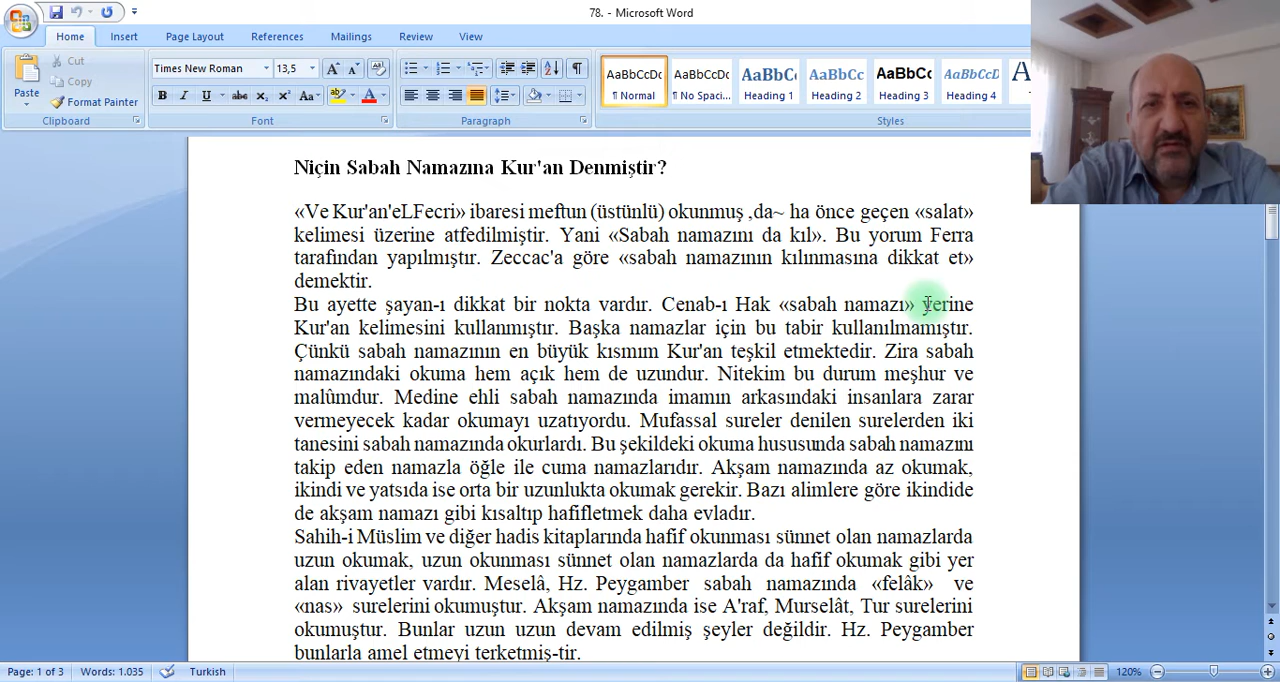 78. - Microsoft Word
Home Insert Page Layout References Mailings Review View
Cut
Copy
Format Painter
Paste
Clipboard
Times New Roman 13,5
Font
Paragraph
AaBbCcDc AaBbCcDc AaBbCc AaBbCc AaBbCc AaBbCcD
¶ Normal ¶ No Spaci... Heading 1 Heading 2 Heading 3 Heading 4
Styles
Niçin Sabah Namazına Kur'an Denmiştir?
«Ve Kur'an'eLFecri» ibaresi meftun (üstünlü) okunmuş ,da~ ha önce geçen «salat»
kelimesi üzerine atfedilmiştir. Yani «Sabah namazını da kıl». Bu yorum Ferra
tarafından yapılmıştır. Zeccac'a göre «sabah namazının kılınmasına dikkat et»
demektir.
Bu ayette şayan-ı dikkat bir nokta vardır. Cenab-ı Hak «sabah namazı» yerine
Kur'an kelimesini kullanmıştır. Başka namazlar için bu tabir kullanılmamıştır.
Çünkü sabah namazının en büyük kısmım Kur'an teşkil etmektedir. Zira sabah
namazındaki okuma hem açık hem de uzundur. Nitekim bu durum meşhur ve
malûmdur. Medine ehli sabah namazında imamın arkasındaki insanlara zarar
vermeyecek kadar okumayı uzatıyordu. Mufassal sureler denilen surelerden iki
tanesini sabah namazında okurlardı. Bu şekildeki okuma hususunda sabah namazını
takip eden namazla öğle ile cuma namazlarıdır. Akşam namazında az okumak,
ikindi ve yatsıda ise orta bir uzunlukta okumak gerekir. Bazı alimlere göre ikindide
de akşam namazı gibi kısaltıp hafifletmek daha evladır.
Sahih-i Müslim ve diğer hadis kitaplarında hafif okunması sünnet olan namazlarda
uzun okumak, uzun okunması sünnet olan namazlarda da hafif okumak gibi yer
alan rivayetler vardır. Meselâ, Hz. Peygamber sabah namazında «felâk» ve
«nas» surelerini okumuştur. Akşam namazında ise A'raf, Murselât, Tur surelerini
okumuştur. Bunlar uzun uzun devam edilmiş şeyler değildir. Hz. Peygamber
bunlarla amel etmeyi terketmiş-tir.
Page: 1 of 3 Words: 1.035 Turkish 120%